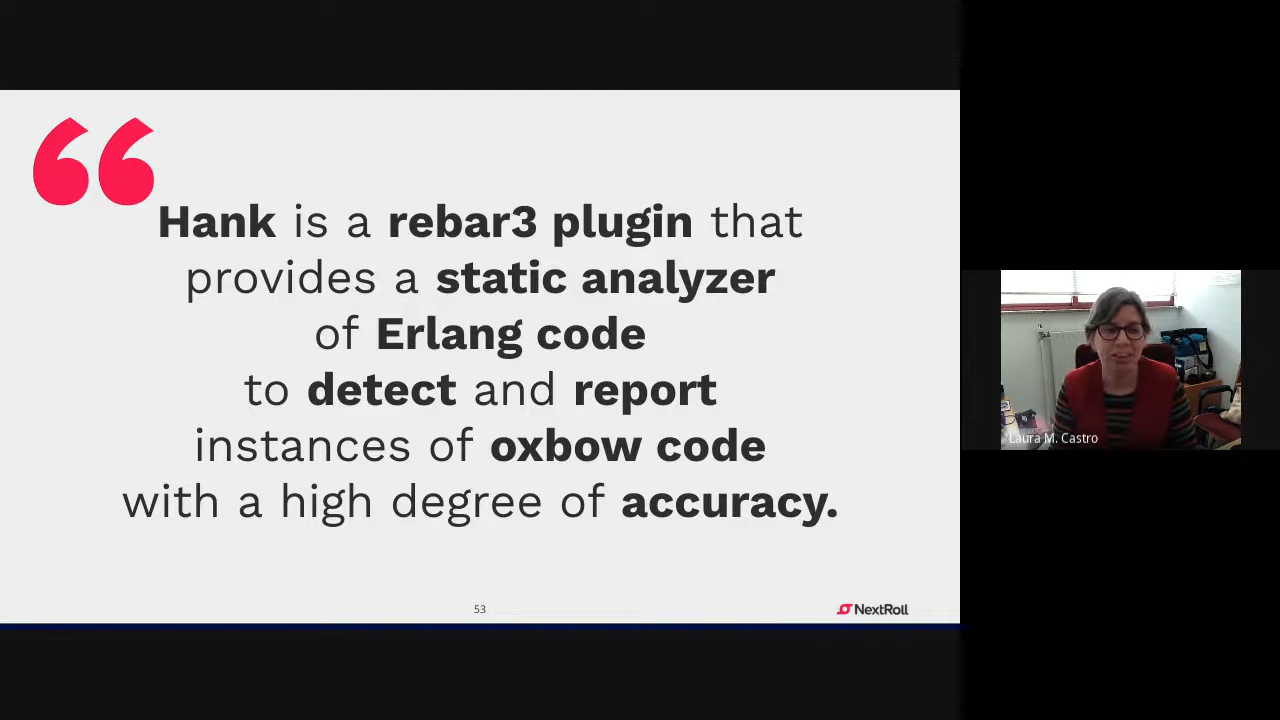 Hank is a rebar3 plugin that
provides a static analyzer
of Erlang code
to detect and report
instances of oxbow code
with a high degree of accuracy.
53
NextRoll
Laura M. Castro